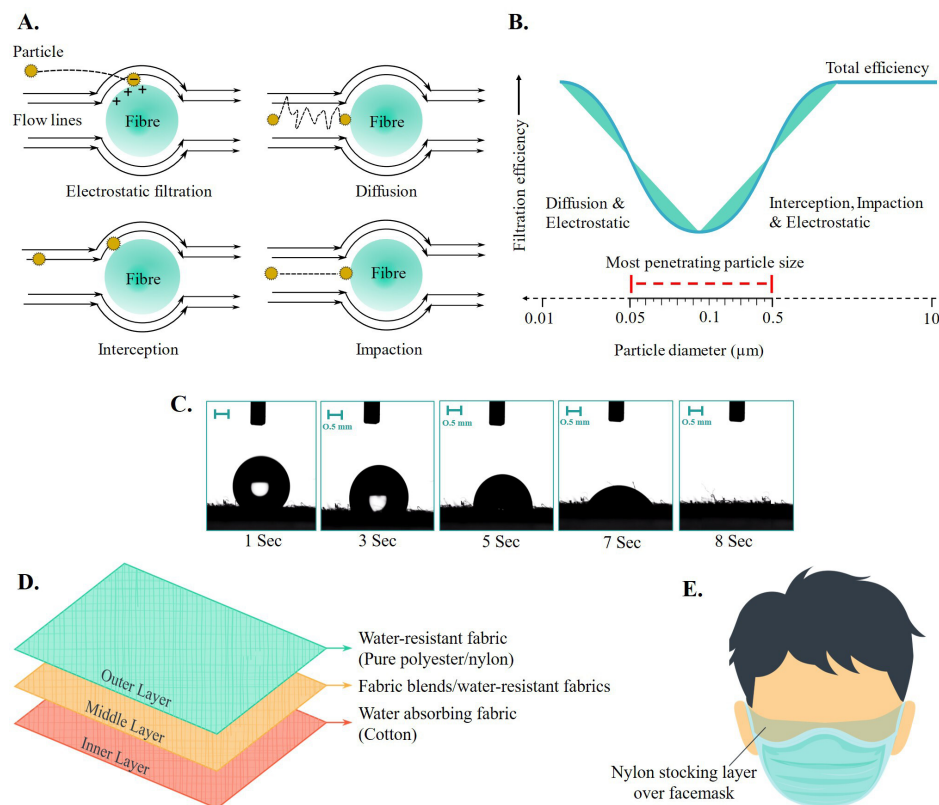 A.
Particle
Flow lines
+ + +
−
Fibre
Electrostatic filtration
Fibre
Diffusion
Fibre
Interception
Fibre
Impaction
B.
Filtration efficiency
Total efficiency
Diffusion &
Electrostatic
Interception, Impaction
& Electrostatic
Most penetrating particle size
0.01 0.05 0.1 0.5 10
Particle diameter (µm)
C.
O.5 mm
O.5 mm
O.5 mm
O.5 mm
1 Sec
3 Sec
5 Sec
7 Sec
8 Sec
D.
Outer Layer
Middle Layer
Inner Layer
Water-resistant fabric
(Pure polyester/nylon)
Fabric blends/water-resistant fabrics
Water absorbing fabric
(Cotton)
E.
Nylon stocking layer
over facemask